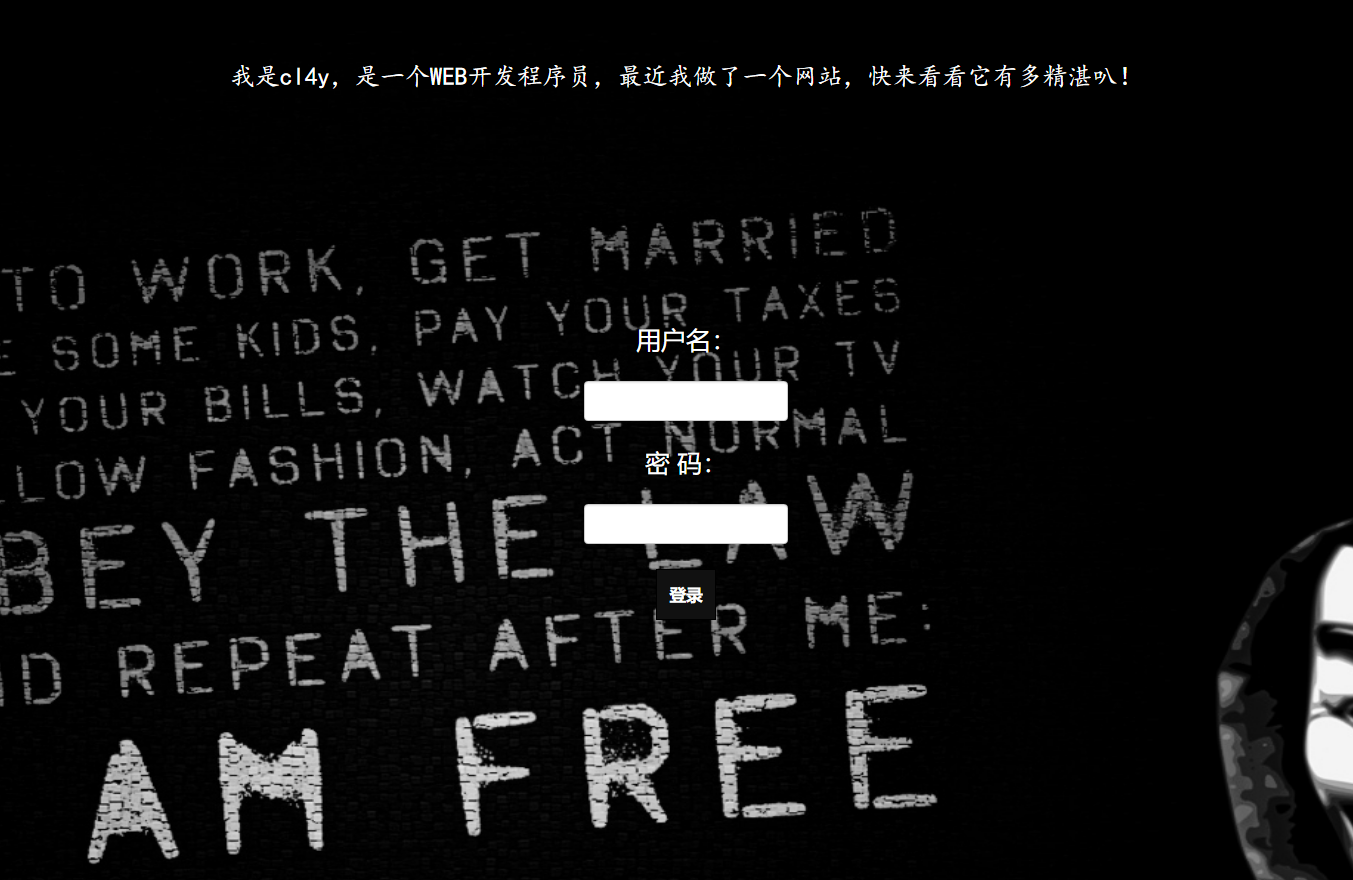 我是cl4y，是一个WEB开发程序员，最近我做了一个网站，快来看看它有多精湛叭！
TO WORK, GET MARRIED
E SOME KIDS, PAY YOUR TAXES
YOUR BILLS, WATCH YOUR TV
LLOW FASHION, ACT NORMAL
BEY THE LAW
ND REPEAT AFTER ME:
AM FREE
用户名：
密 码：
登录